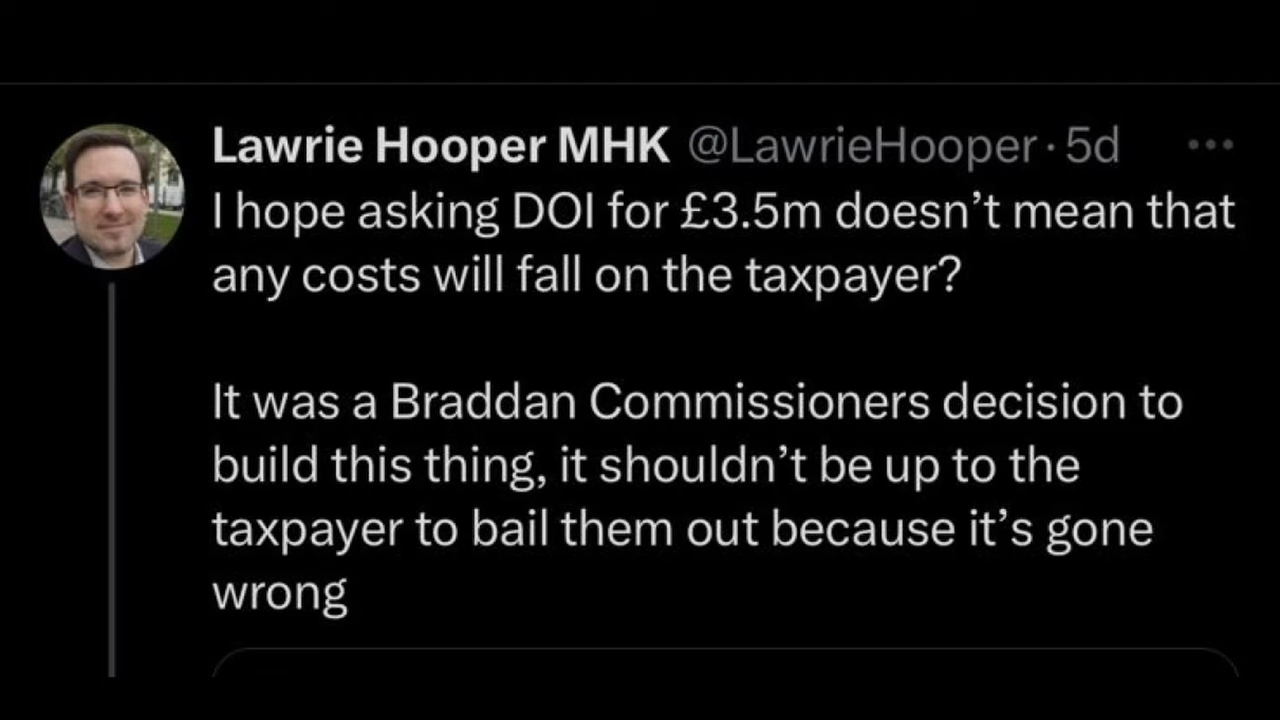 Lawrie Hooper MHK @LawrieHooper · 5d ...
I hope asking DOI for £3.5m doesn’t mean that
any costs will fall on the taxpayer?
It was a Braddan Commissioners decision to
build this thing, it shouldn’t be up to the
taxpayer to bail them out because it’s gone
wrong